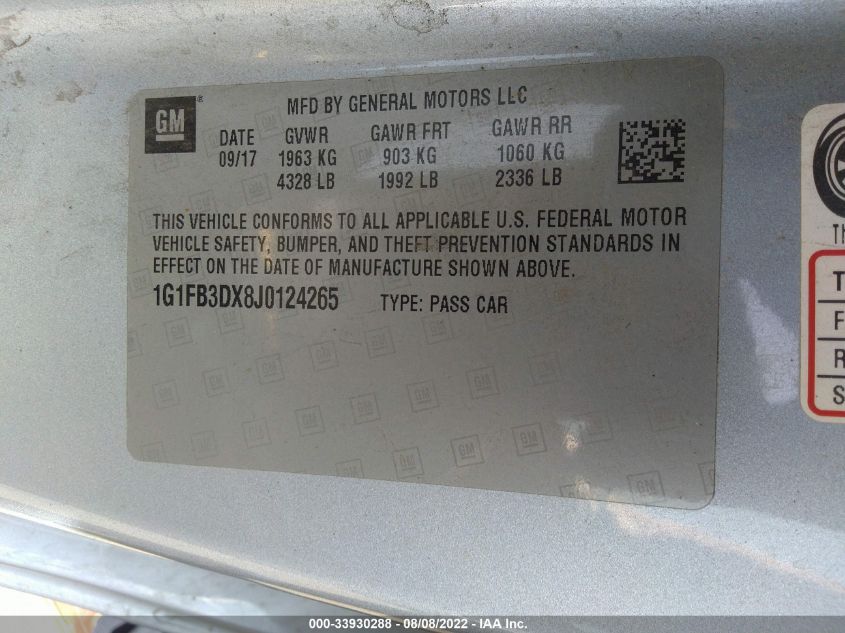 GM
®
MFD BY GENERAL MOTORS LLC
DATE GVWR GAWR FRT GAWR RR
09/17 1963 KG 903 KG 1060 KG
4328 LB 1992 LB 2336 LB
THIS VEHICLE CONFORMS TO ALL APPLICABLE U.S. FEDERAL MOTOR
VEHICLE SAFETY, BUMPER, AND THEFT PREVENTION STANDARDS IN
EFFECT ON THE DATE OF MANUFACTURE SHOWN ABOVE.
1G1FB3DX8J0124265 TYPE: PASS CAR
TH
T
F
R
S
000-33930288 - 08/08/2022 - IAA Inc.